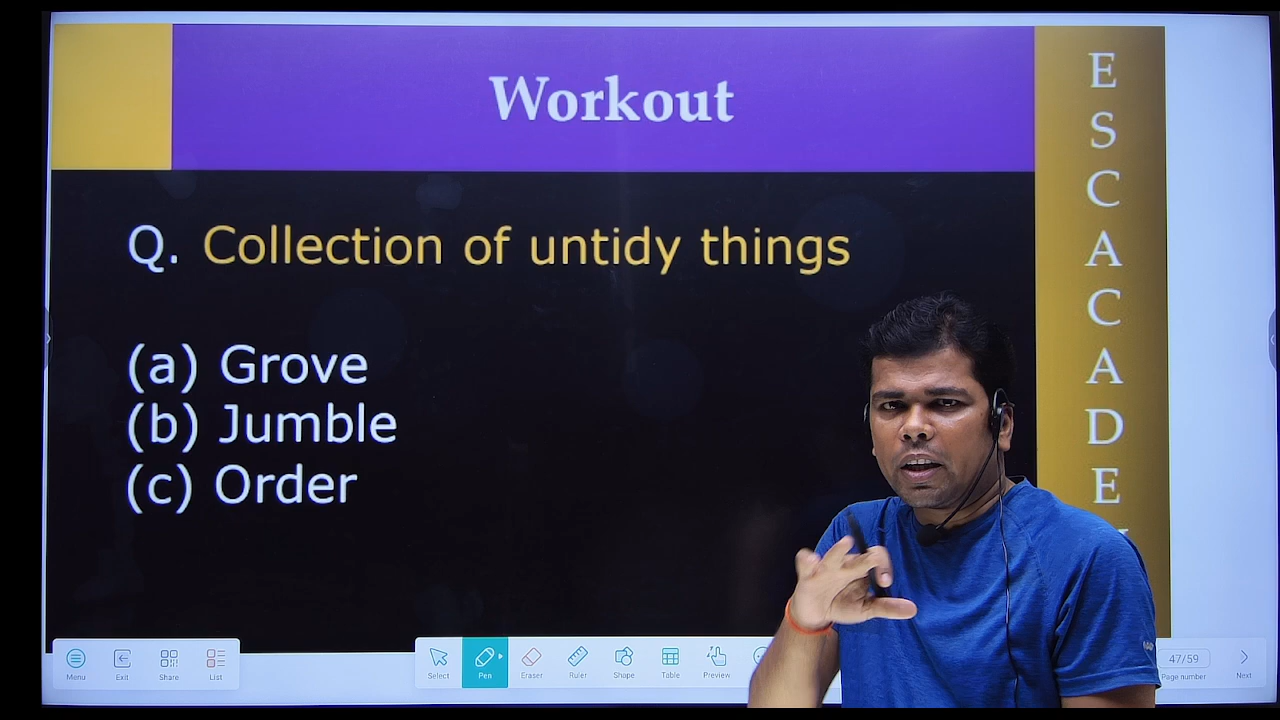 Workout
Q. Collection of untidy things
(a) Grove
(b) Jumble
(c) Order
E
S
C
A
C
A
D
E
Menu
Exit
Share
List
Select
Pen
Eraser
Ruler
Shape
Table
Preview
47/59
Page number
Next